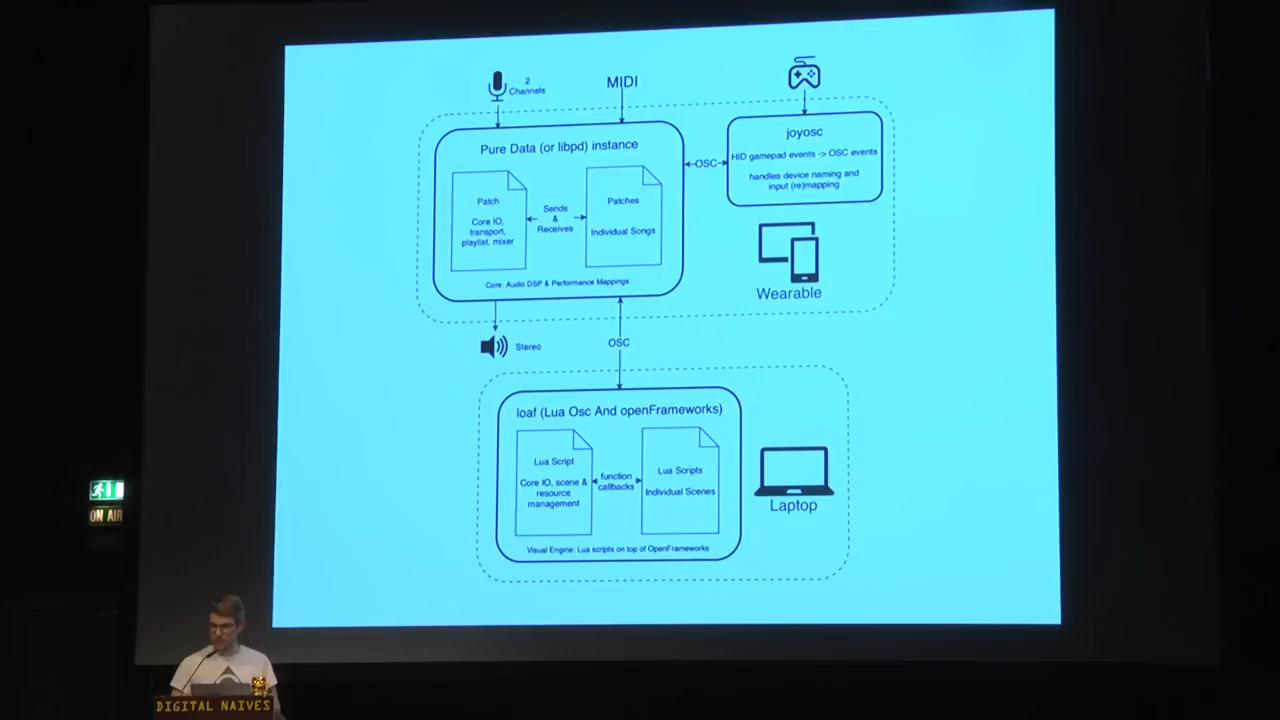 2
Channels
MIDI
Pure Data (or libpd) instance
Patch
Core IO,
transport,
playlist, mixer
Sends
&
Receives
Patches
Individual Songs
Core: Audio DSP & Performance Mappings
OSC
joyosc
HID gamepad events -> OSC events
handles device naming and
input (re)mapping
Wearable
Stereo
OSC
loaf (Lua Osc And openFrameworks)
Lua Script
Core IO, scene &
resource
management
function
callbacks
Lua Scripts
Individual Scenes
Visual Engine: Lua scripts on top of OpenFrameworks
Laptop
ON AIR
DIGITAL NAIVES